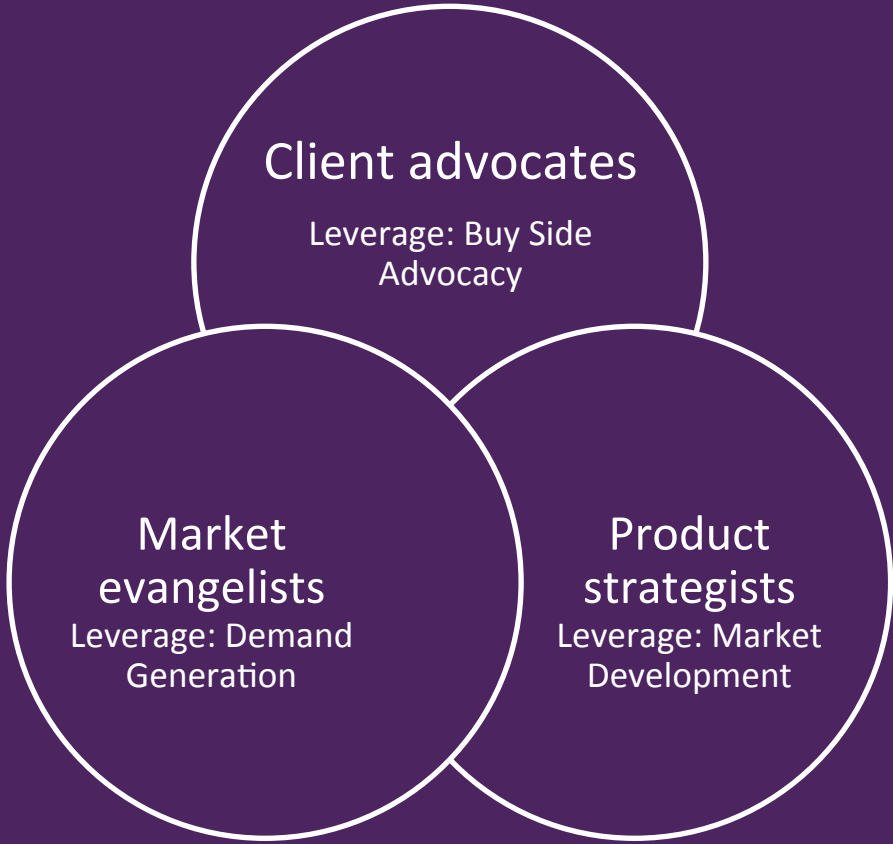 Client advocates
Leverage: Buy Side
Advocacy
Market
evangelists
Leverage: Demand
Generation
Product
strategists
Leverage: Market
Development